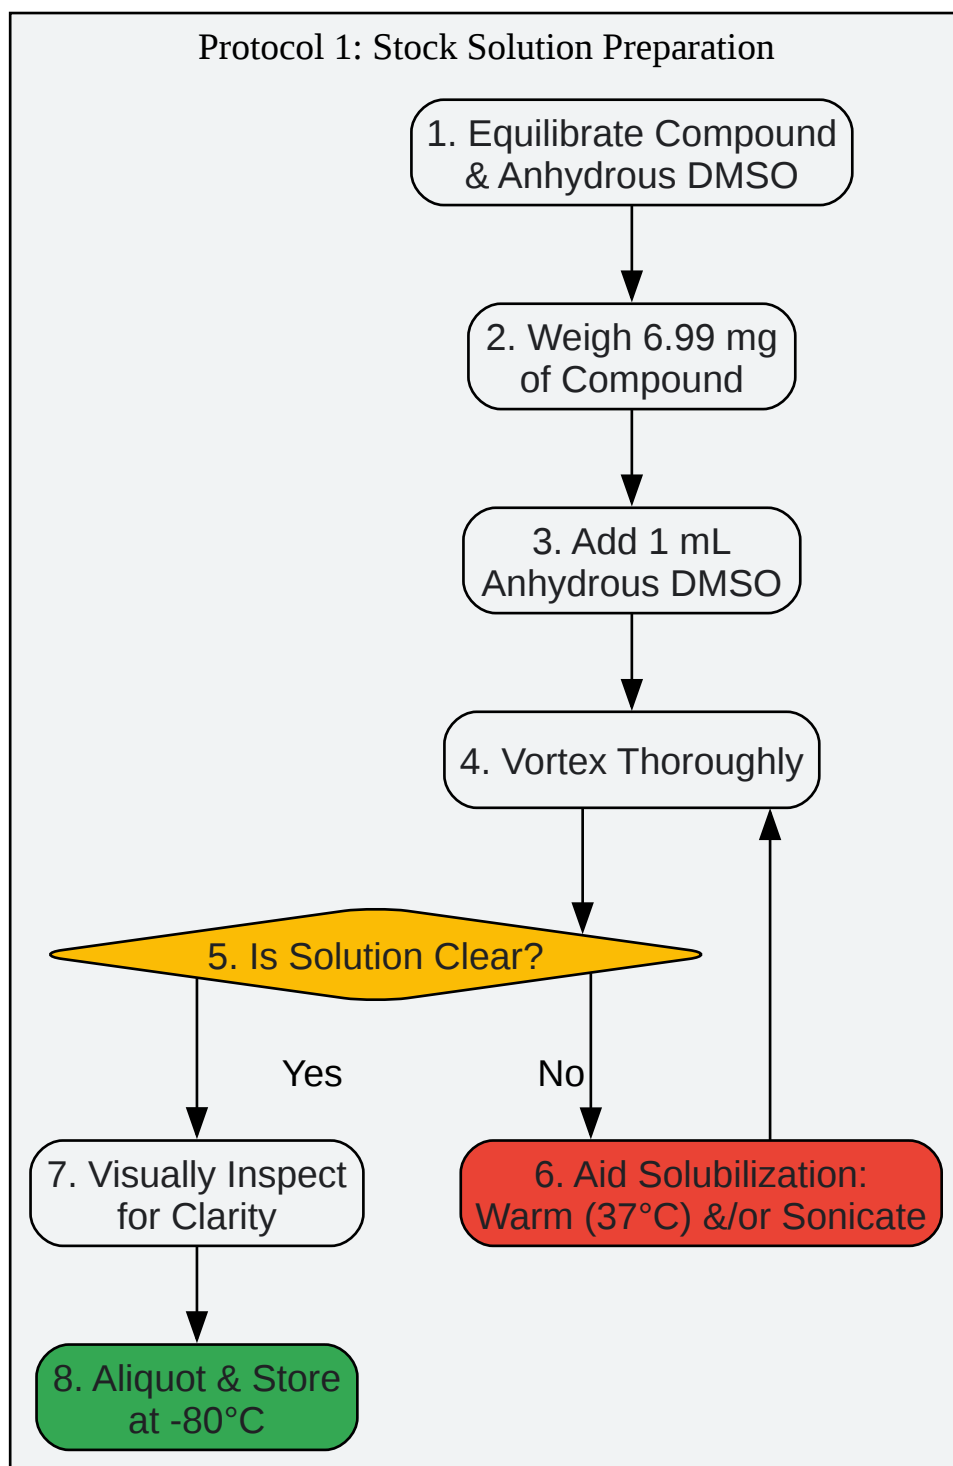 Protocol 1: Stock Solution Preparation
1. Equilibrate Compound
& Anhydrous DMSO
2. Weigh 6.99 mg
of Compound
3. Add 1 mL
Anhydrous DMSO
4. Vortex Thoroughly
5. Is Solution Clear?
Yes
No
7. Visually Inspect
for Clarity
6. Aid Solubilization:
Warm (37°C) &/or Sonicate
8. Aliquot & Store
at -80°C